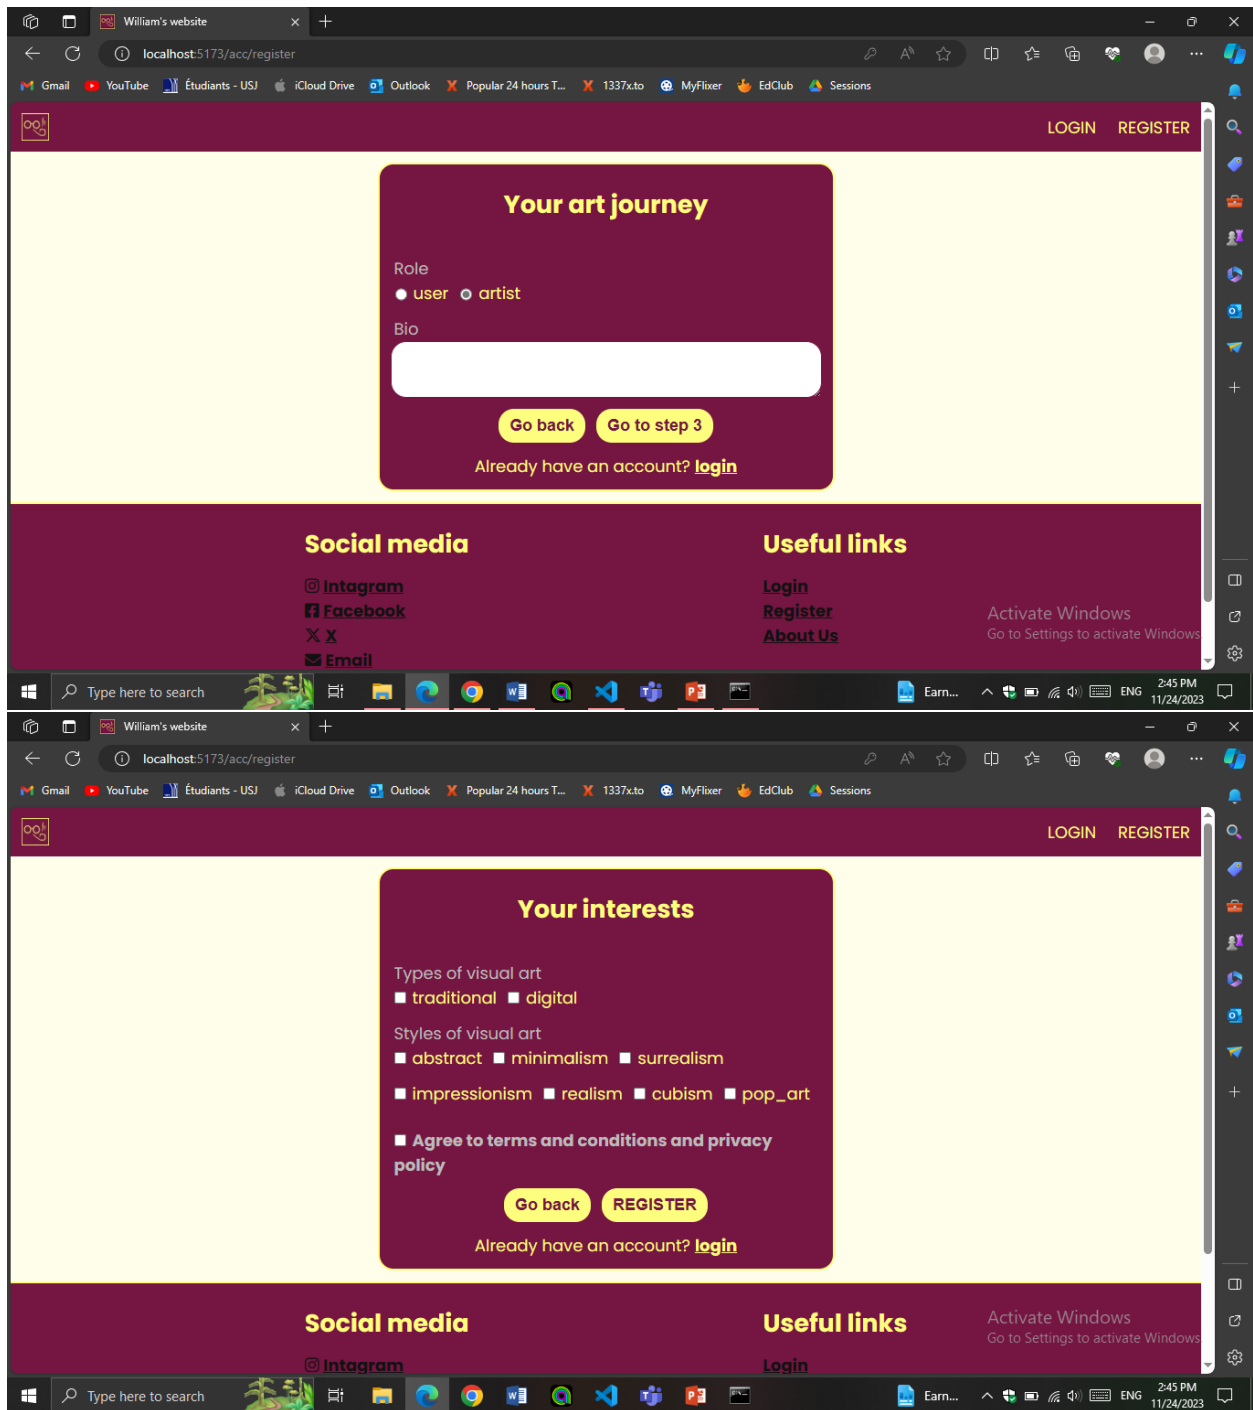 William's website
localhost:5173/acc/register
Gmail YouTube Étudiants - USJ iCloud Drive Outlook Popular 24 hours T... 1337x.to MyFlixer EdClub Sessions
LOGIN REGISTER
Your art journey
Role
user artist
Bio
Go back Go to step 3
Already have an account? login
Social media Useful links
Intagram Login
Facebook Register
X About Us
Email
Activate Windows
Go to Settings to activate Windows
Type here to search Earn... ENG 2:45 PM
11/24/2023
William's website
localhost:5173/acc/register
Gmail YouTube Étudiants - USJ iCloud Drive Outlook Popular 24 hours T... 1337x.to MyFlixer EdClub Sessions
LOGIN REGISTER
Your interests
Types of visual art
traditional digital
Styles of visual art
abstract minimalism surrealism
impressionism realism cubism pop_art
Agree to terms and conditions and privacy
policy
Go back REGISTER
Already have an account? login
Social media Useful links
Intagram Login
Activate Windows
Go to Settings to activate Windows
Type here to search Earn... ENG 2:45 PM
11/24/2023